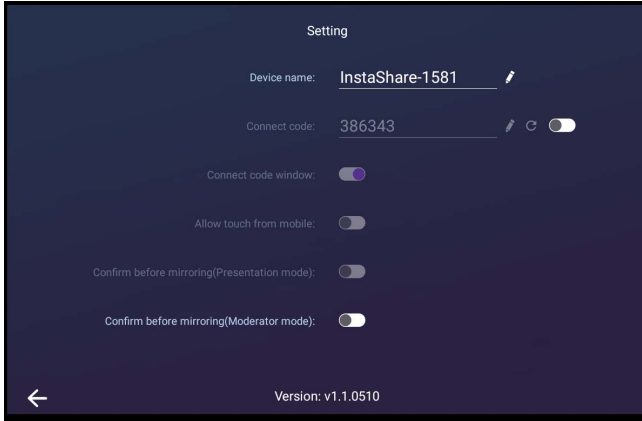 Setting
Device name: InstaShare-1581
Connect code: 386343
Connect code window:
Allow touch from mobile:
Confirm before mirroring(Presentation mode):
Confirm before mirroring(Moderator mode):
Version: v1.1.0510